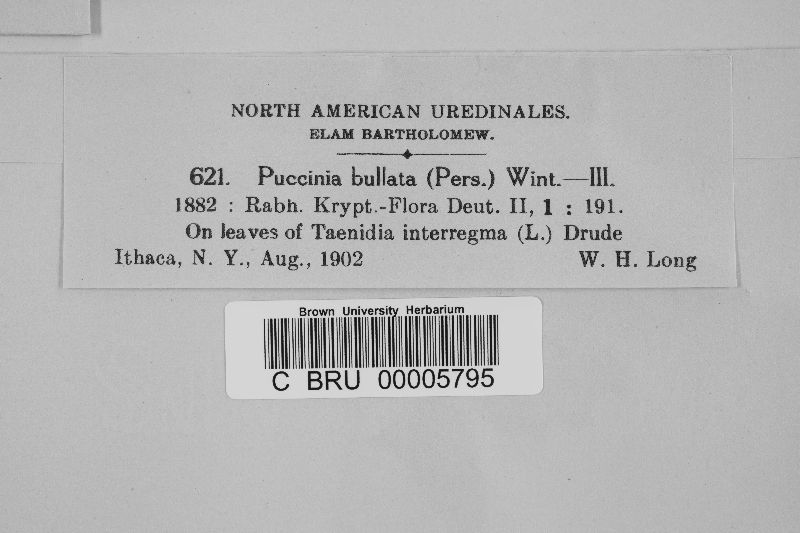 NORTH AMERICAN UREDINALES.
ELAM BARTHOLOMEW.
621. Puccinia bullata (Pers.) Wint.—III.
1882 : Rabh. Krypt.-Flora Deut. II, 1 : 191.
On leaves of Taenidia interregma (L.) Drude
Ithaca, N. Y., Aug., 1902 W. H. Long
Brown University Herbarium
C BRU 00005795